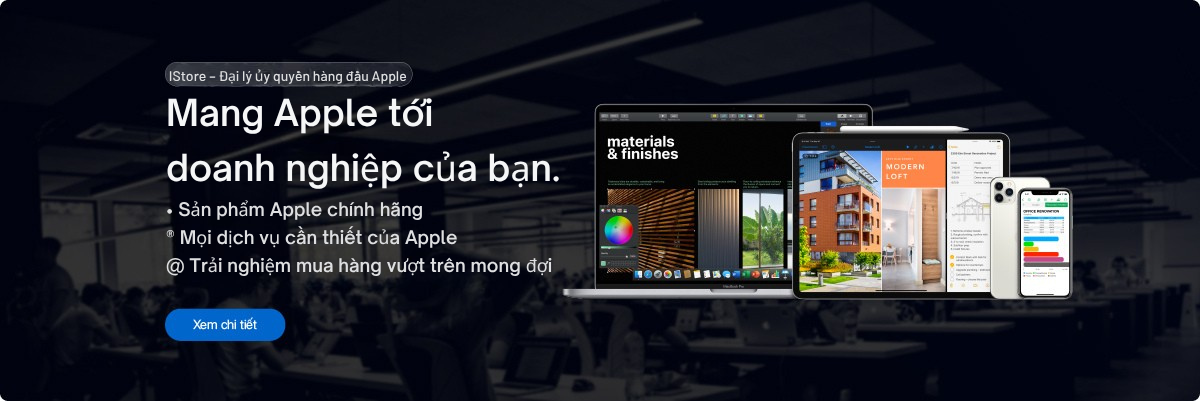 IStore – Đại lý ủy quyền hàng đầu Apple
Mang Apple tới
doanh nghiệp của bạn.
• Sản phẩm Apple chính hãng
® Mọi dịch vụ cần thiết của Apple
@ Trải nghiệm mua hàng vượt trên mong đợi
Xem chi tiết
materials
& finishes
MacBook Pro
MODERN
LOFT
OFFICE RENOVATION